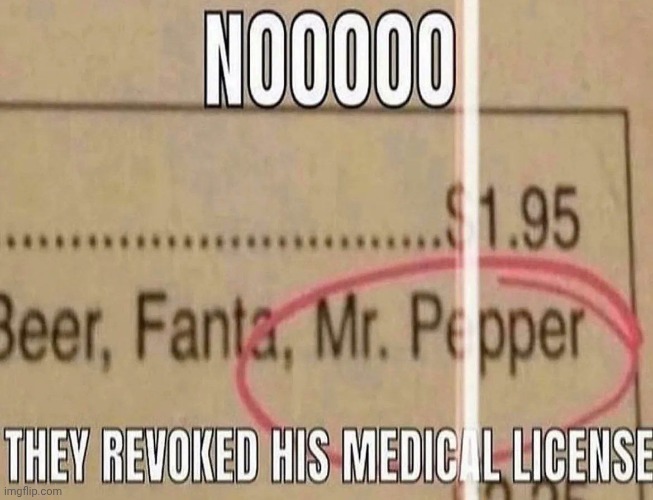 NOOOOO
............................$1.95
Beer, Fanta, Mr. Pepper
THEY REVOKED HIS MEDICAL LICENSE
imgflip.com